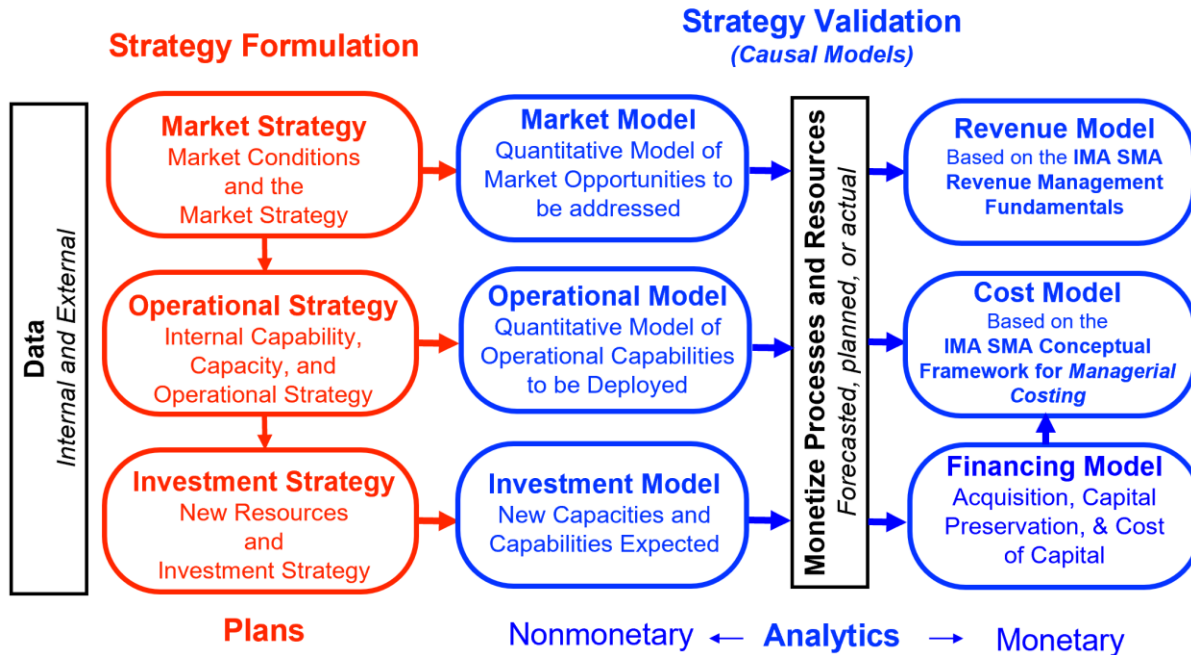 Strategy Formulation
Strategy Validation
(Causal Models)
Data
Internal and External
Market Strategy
Market Conditions
and the
Market Strategy
Market Model
Quantitative Model of
Market Opportunities to
be addressed
Monetize Processes and Resources
Forecasted, planned, or actual
Revenue Model
Based on the IMA SMA
Revenue Management
Fundamentals
Operational Strategy
Internal Capability,
Capacity, and
Operational Strategy
Operational Model
Quantitative Model of
Operational Capabilities
to be Deployed
Cost Model
Based on the
IMA SMA Conceptual
Framework for Managerial
Costing
Investment Strategy
New Resources
and
Investment Strategy
Investment Model
New Capacities and
Capabilities Expected
Financing Model
Acquisition, Capital
Preservation, & Cost
of Capital
Plans
Nonmonetary ← Analytics → Monetary